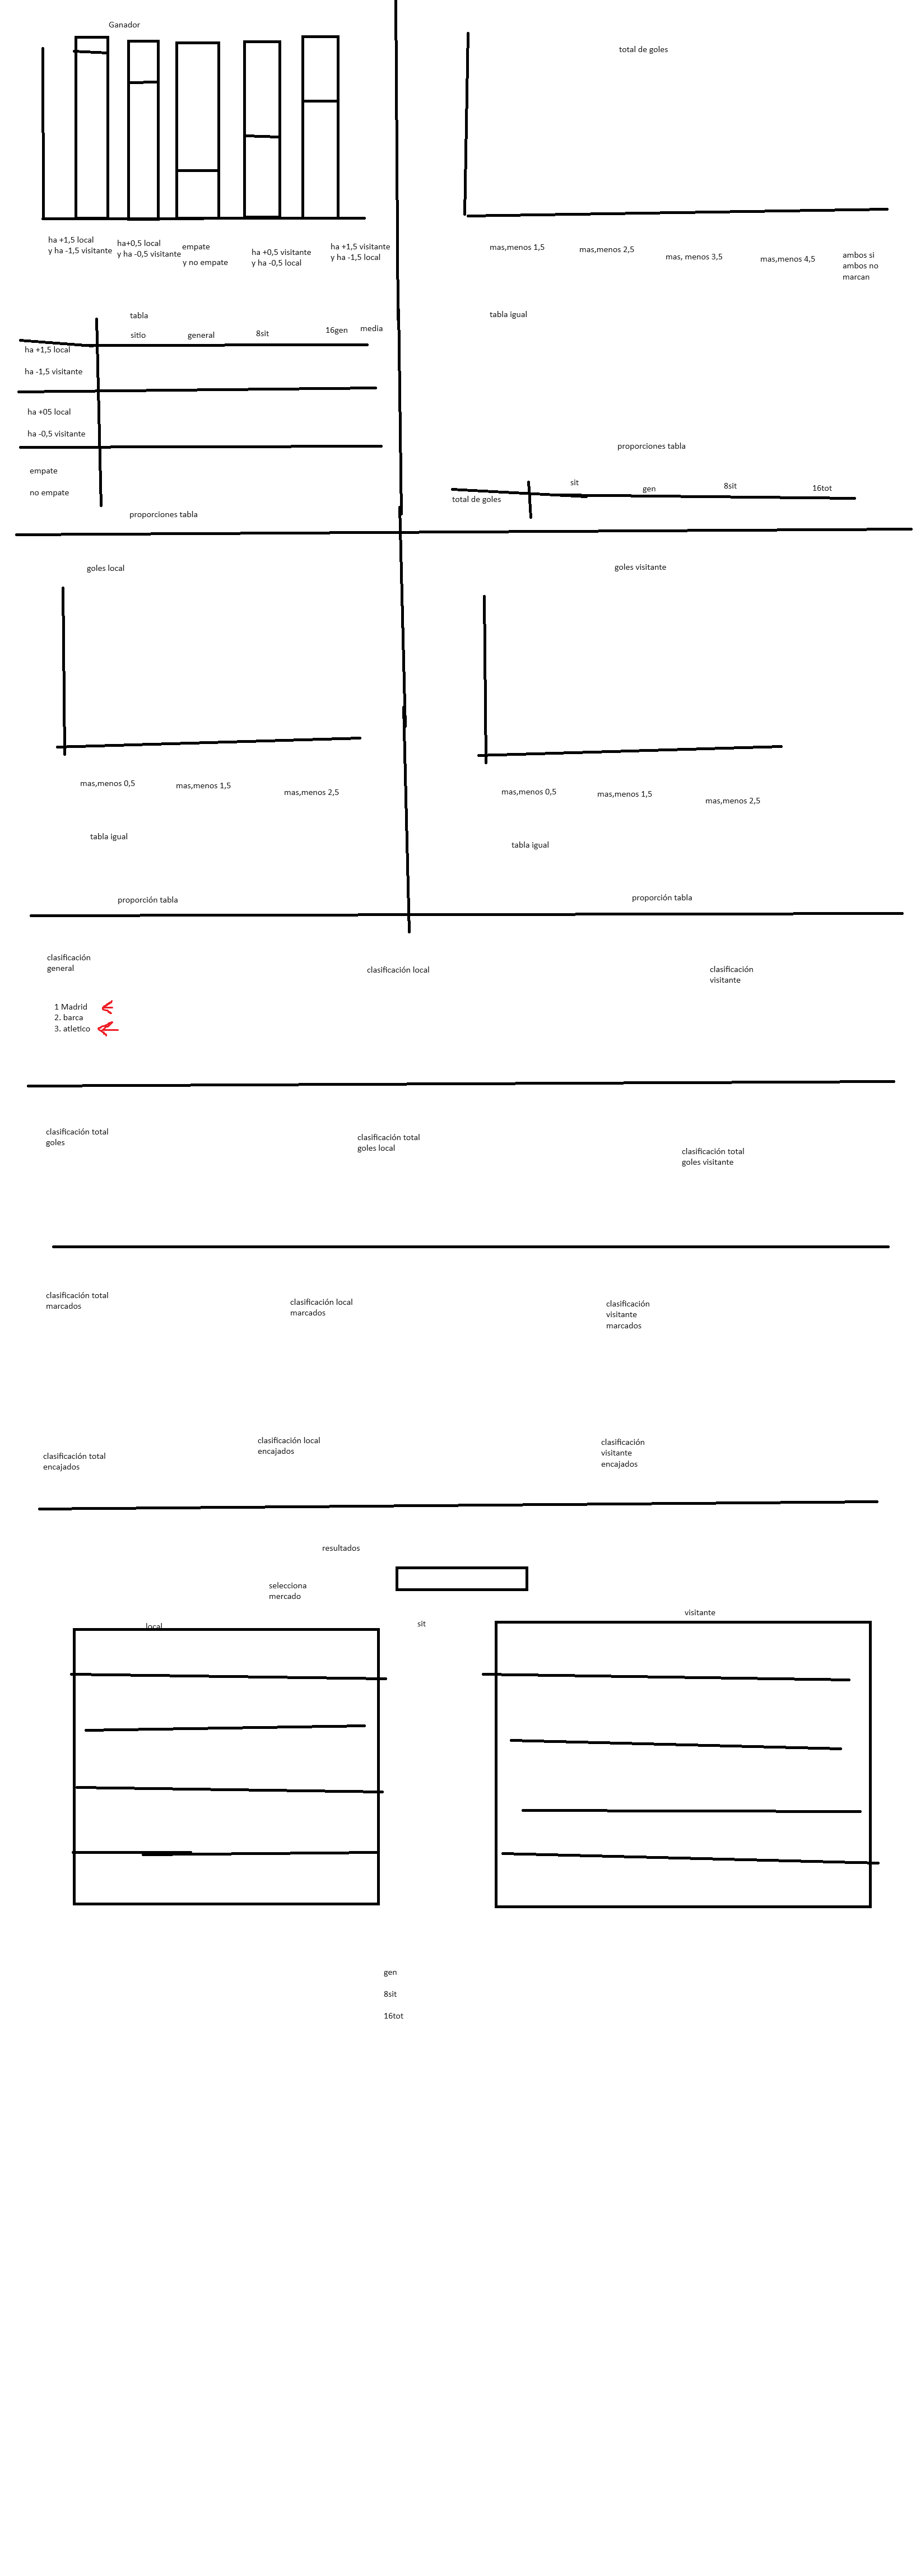 Ganador
ha +1,5 local
y ha -1,5 visitante
ha+0,5 local
y ha -0,5 visitante
empate
y no empate
ha +0,5 visitante
y ha -0,5 local
ha +1,5 visitante
y ha -1,5 local
total de goles
mas,menos 1,5
mas,menos 2,5
mas, menos 3,5
mas,menos 4,5
ambos si
ambos no
marcan
tabla
sitio
general
8sit
16gen
media
ha +1,5 local
ha -1,5 visitante
ha +05 local
ha -0,5 visitante
empate
no empate
proporciones tabla
tabla igual
proporciones tabla
sit
gen
8sit
16tot
total de goles
goles local
mas,menos 0,5
mas,menos 1,5
mas,menos 2,5
tabla igual
proporción tabla
goles visitante
mas,menos 0,5
mas,menos 1,5
mas,menos 2,5
tabla igual
proporción tabla
clasificación
general
1 Madrid
2. barca
3. atletico
clasificación local
clasificación
visitante
clasificación total
goles
clasificación total
goles local
clasificación total
goles visitante
clasificación total
marcados
clasificación local
marcados
clasificación
visitante
marcados
clasificación total
encajados
clasificación local
encajados
clasificación
visitante
encajados
resultados
selecciona
mercado
local
sit
visitante
gen
8sit
16tot